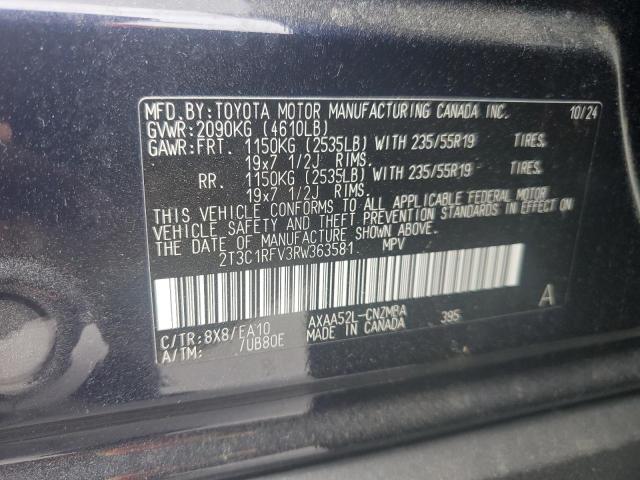 MFD.BY:TOYOTA MOTOR MANUFACTURING CANADA INC. 10/24
GVWR:2090KG (4610LB)
GAWR:FRT. 1150KG (2535LB) WITH 235/55R19 TIRES.
19x7 1/2J RIMS.
RR. 1150KG (2535LB) WITH 235/55R19 TIRES.
19x7 1/2J RIMS.
THIS VEHICLE CONFORMS TO ALL APPLICABLE FEDERAL MOTOR
VEHICLE SAFETY AND THEFT PREVENTION STANDARDS IN EFFECT ON
THE DATE OF MANUFACTURE SHOWN ABOVE.
2T3C1RFV3RW363581 MPV
C/TR:8X8/EA10 AXAA52L-CNZMBA 395 A
A/TM: /UB80E MADE IN CANADA